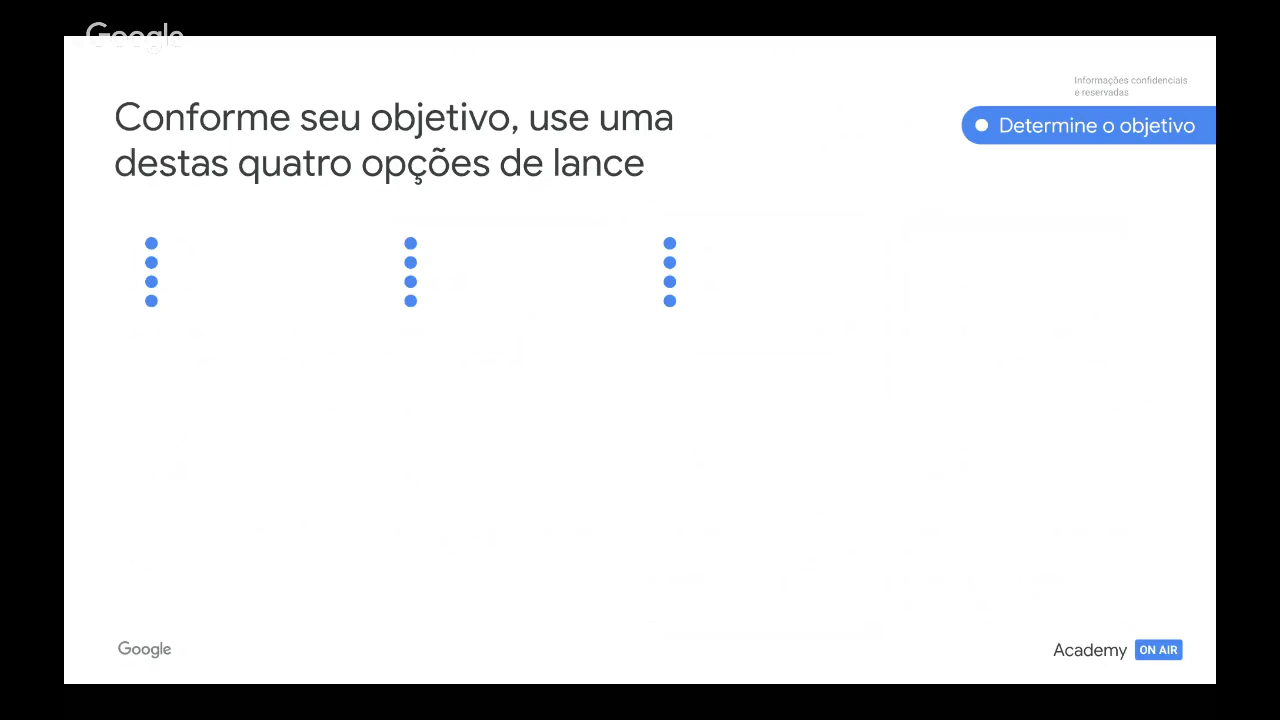 Google
Informações confidenciais
e reservadas
Conforme seu objetivo, use uma
destas quatro opções de lance
Determine o objetivo
Google
Academy ON AIR